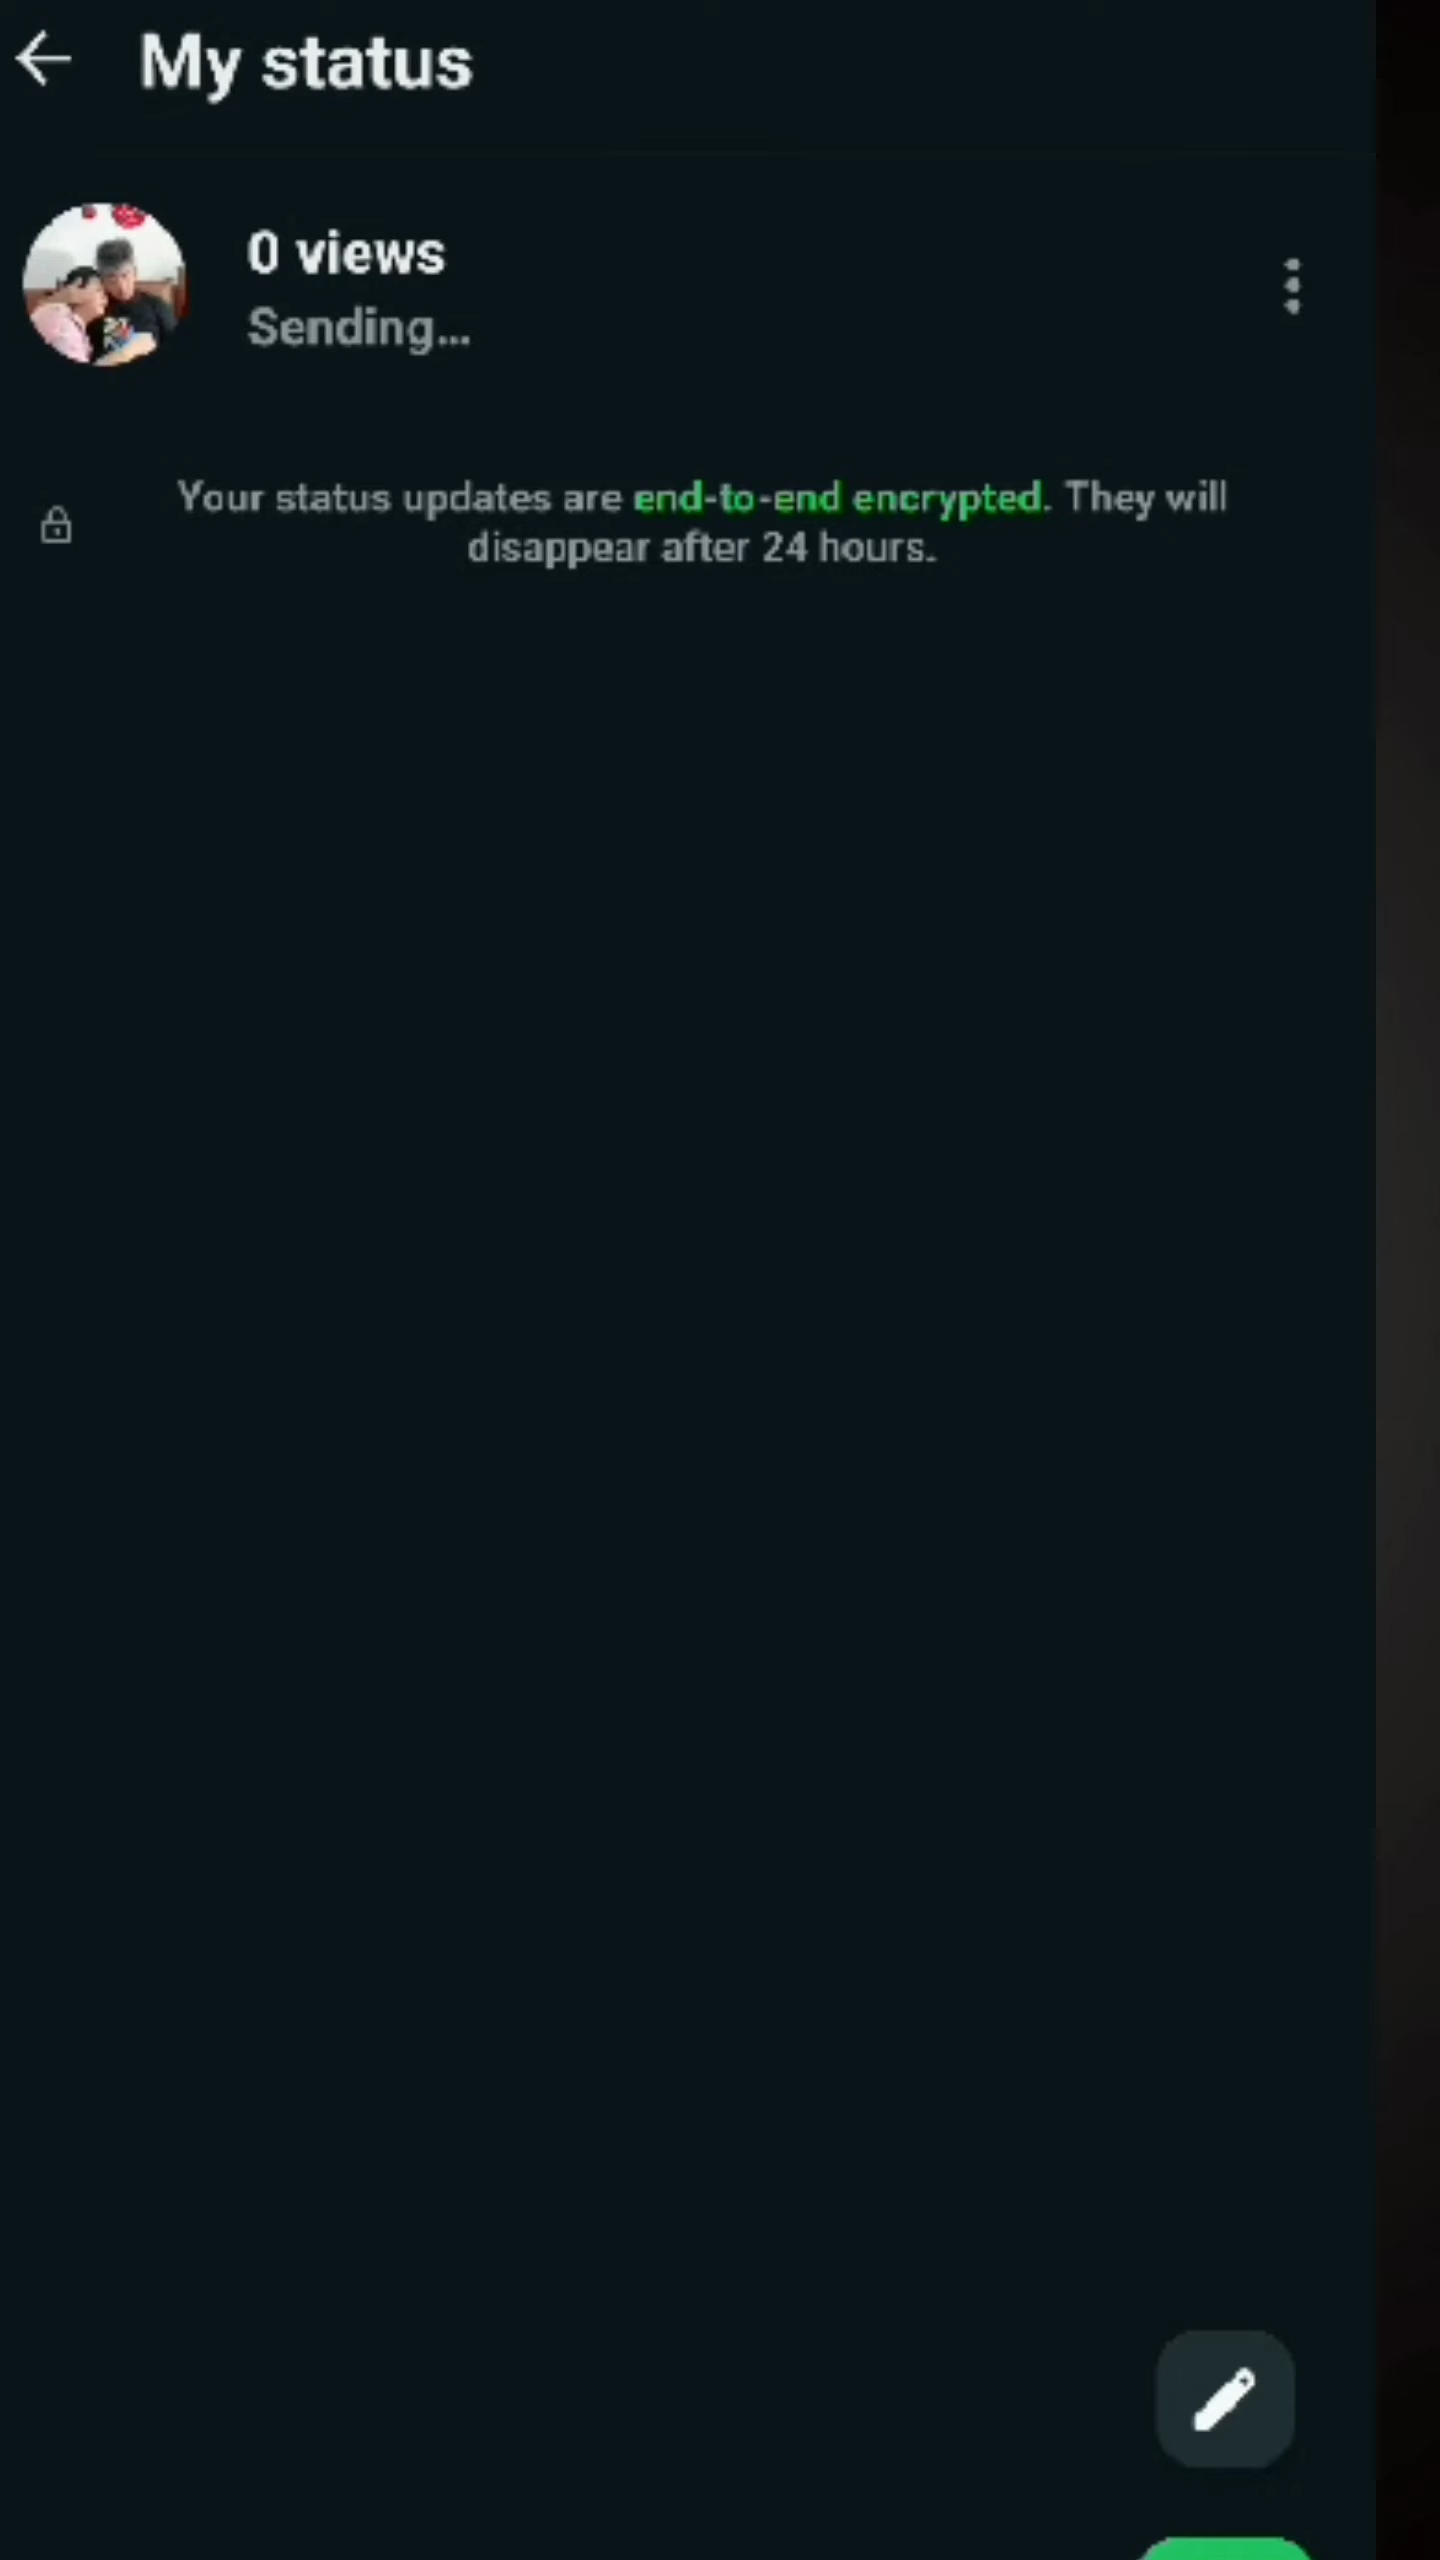 My status
0 views
Sending...
Your status updates are end-to-end encrypted. They will
disappear after 24 hours.